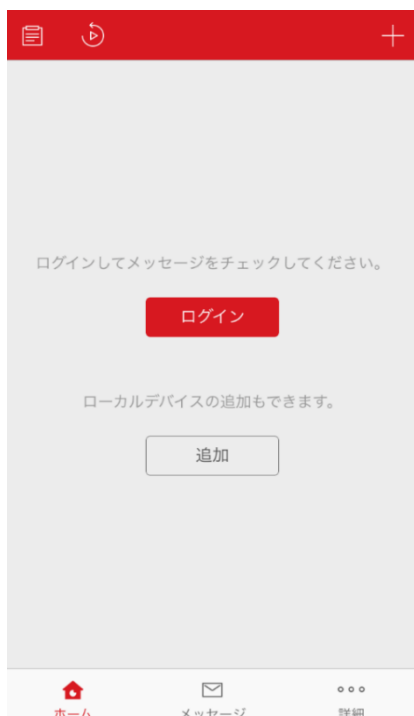 ログインしてメッセージをチェックしてください。
ログイン
ローカルデバイスの追加もできます。
追加
ホーム
メッセージ
詳細